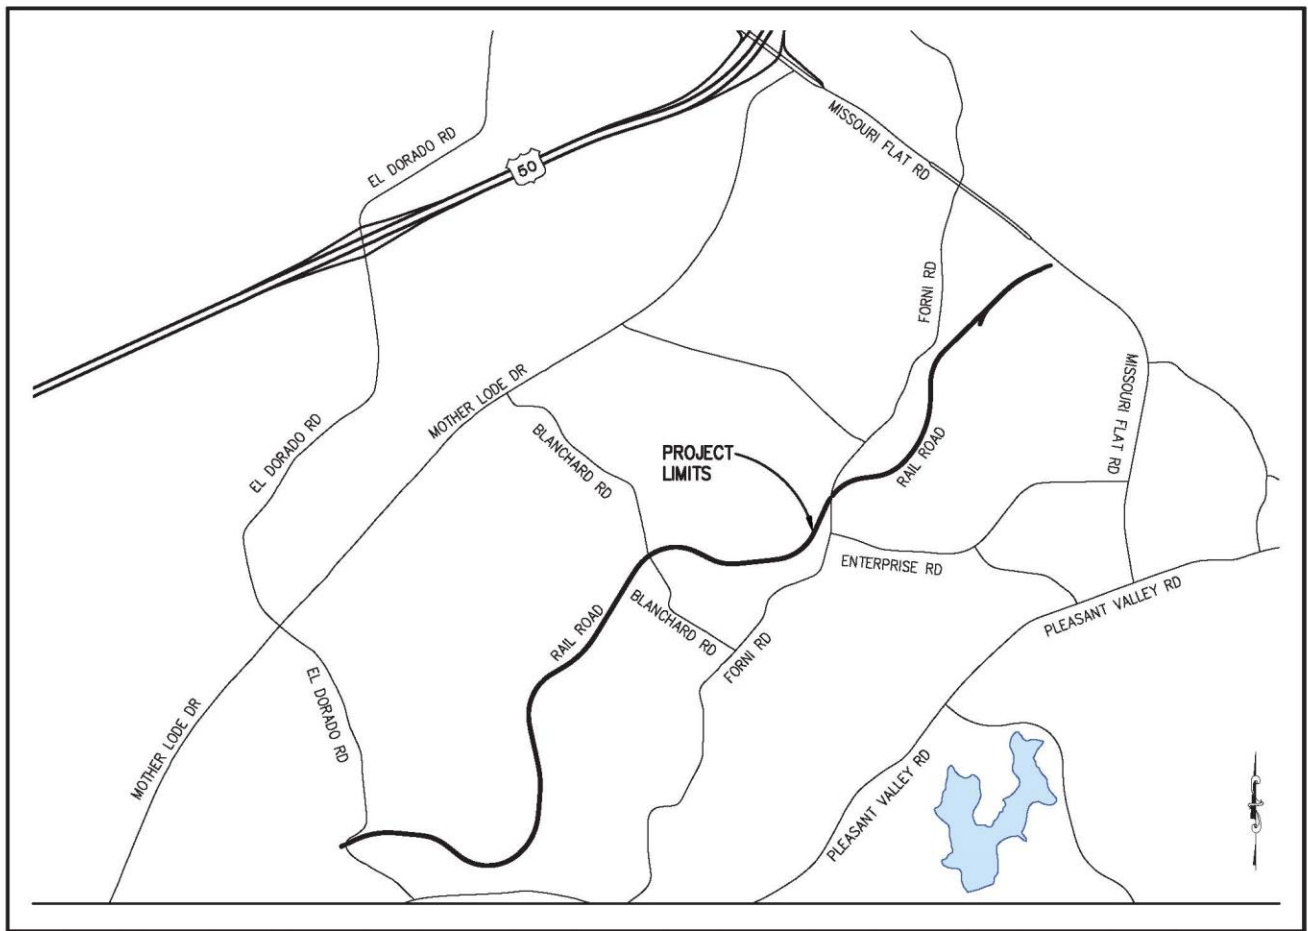 MISSOURI FLAT RD
EL DORADO RD
50
FORNI RD
MOTHER LODE DR
MISSOURI FLAT RD
EL DORADO RD
BLANCHARD RD
PROJECT
LIMITS
RAIL ROAD
ENTERPRISE RD
RAIL ROAD
BLANCHARD RD
PLEASANT VALLEY RD
FORNI RD
EL DORADO RD
MOTHER LODE DR
PLEASANT VALLEY RD